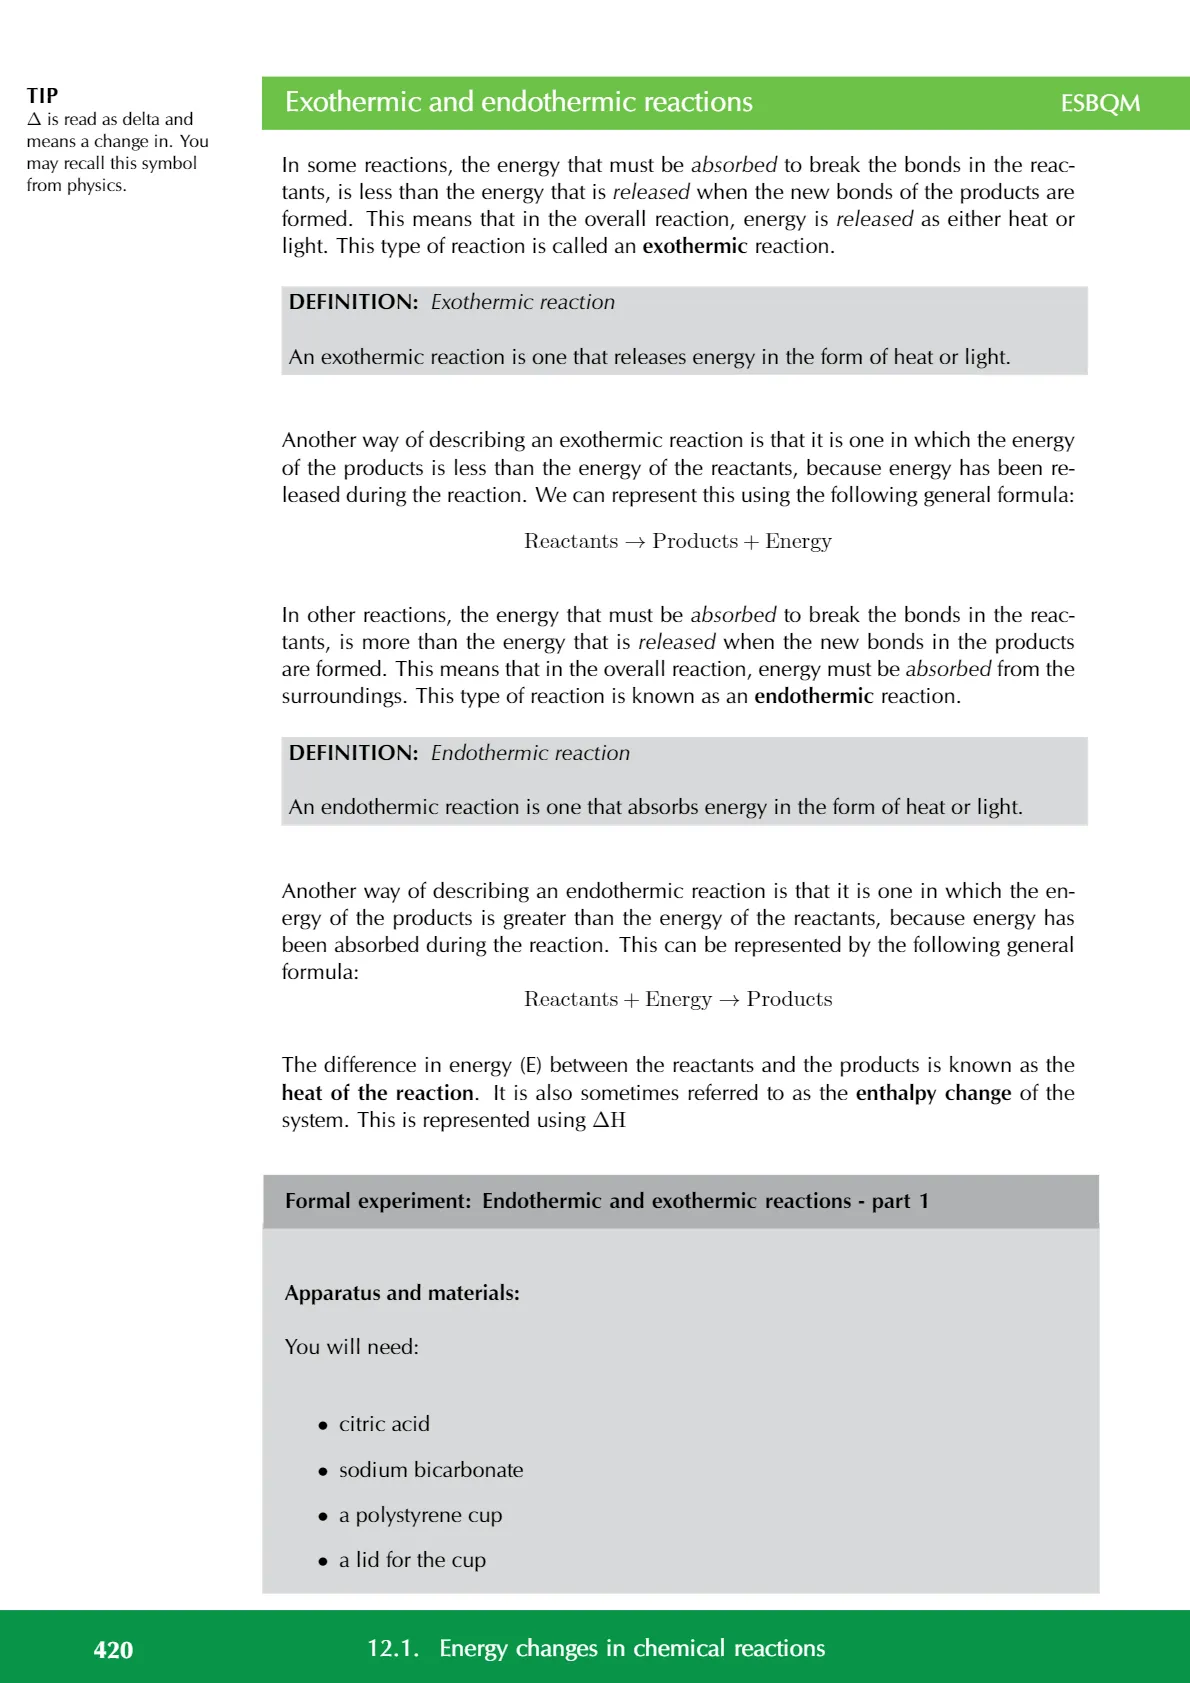 TIP
Δ is read as delta and
means a change in. You
may recall this symbol
from physics.
Exothermic and endothermic reactions ESBQM
In some reactions, the energy that must be absorbed to break the bonds in the reac-
tants, is less than the energy that is released when the new bonds of the products are
formed. This means that in the overall reaction, energy is released as either heat or
light. This type of reaction is called an exothermic reaction.
DEFINITION: Exothermic reaction
An exothermic reaction is one that releases energy in the form of heat or light.
Another way of describing an exothermic reaction is that it is one in which the energy
of the products is less than the energy of the reactants, because energy has been re-
leased during the reaction. We can represent this using the following general formula:
Reactants → Products + Energy
In other reactions, the energy that must be absorbed to break the bonds in the reac-
tants, is more than the energy that is released when the new bonds in the products
are formed. This means that in the overall reaction, energy must be absorbed from the
surroundings. This type of reaction is known as an endothermic reaction.
DEFINITION: Endothermic reaction
An endothermic reaction is one that absorbs energy in the form of heat or light.
Another way of describing an endothermic reaction is that it is one in which the en-
ergy of the products is greater than the energy of the reactants, because energy has
been absorbed during the reaction. This can be represented by the following general
formula:
Reactants + Energy → Products
The difference in energy (E) between the reactants and the products is known as the
heat of the reaction. It is also sometimes referred to as the enthalpy change of the
system. This is represented using ΔH
Formal experiment: Endothermic and exothermic reactions - part 1
Apparatus and materials:
You will need:
• citric acid
• sodium bicarbonate
• a polystyrene cup
• a lid for the cup
420 12.1. Energy changes in chemical reactions